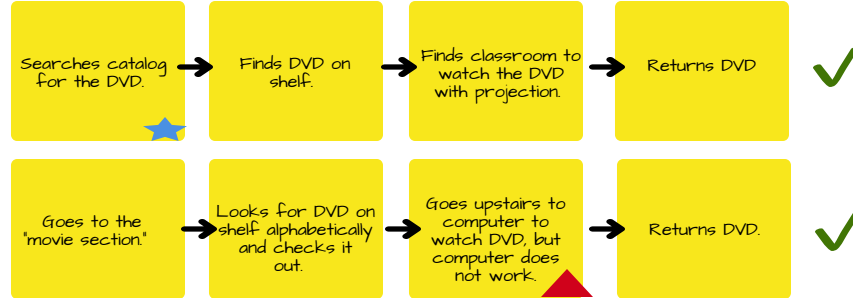 Searches catalog
for the DVD.
Finds DVD on
shelf.
Finds classroom to
watch the DVD
with projection.
Returns DVD
Goes to the
"movie section."
Looks for DVD on
shelf alphabetically
and checks it
out.
Goes upstairs to
computer to
watch DVD, but
computer does
not work.
Returns DVD.